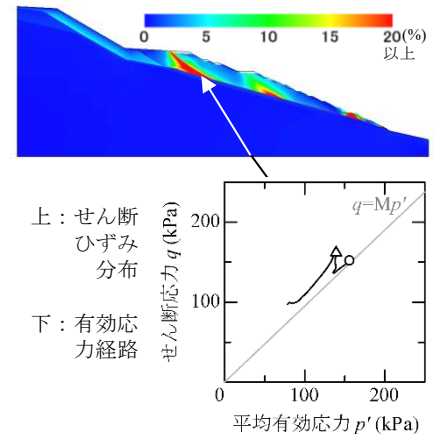 0 5 10 15 20(%)
以上
上：せん断
ひずみ
分布
下：有効応
力経路
せん断応力 q (kPa)
200
100
q=Mp'
0 100 200
平均有効応力 p' (kPa)